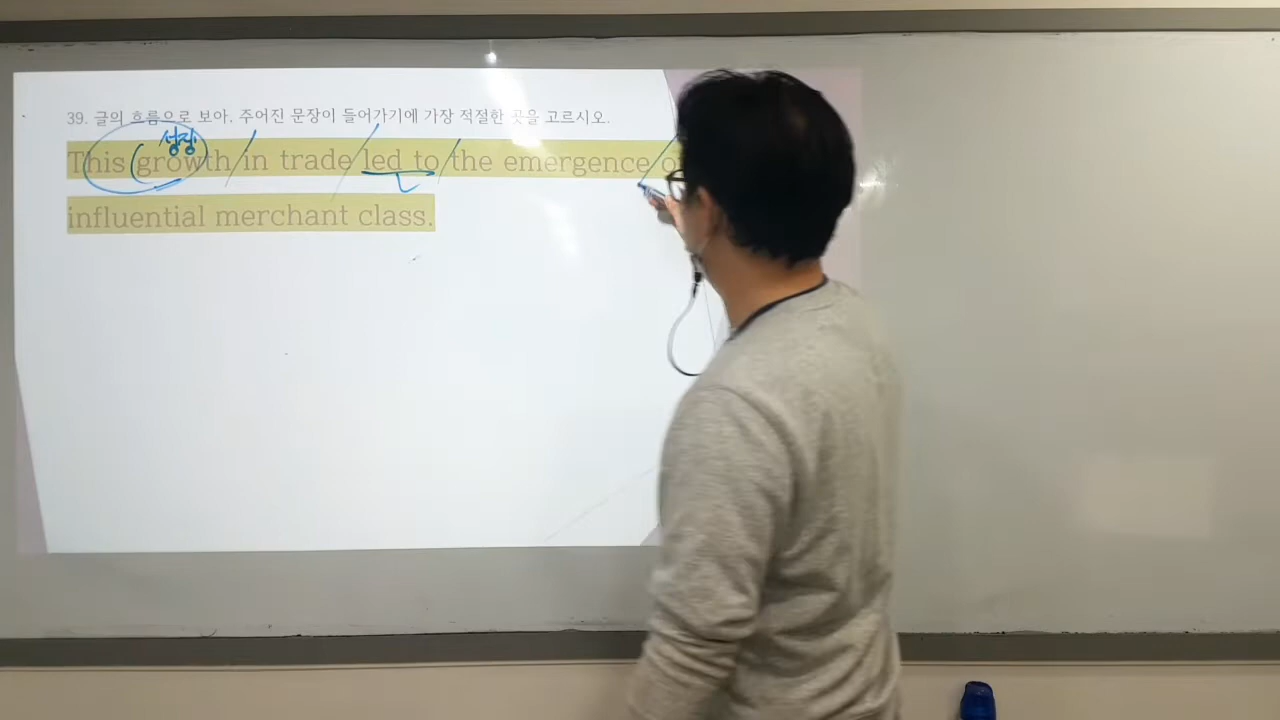 39. 글의 흐름으로 보아. 주어진 문장이 들어가기에 가장 적절한 곳을 고르시오.
성장
This growth in trade led to the emergence
influential merchant class.